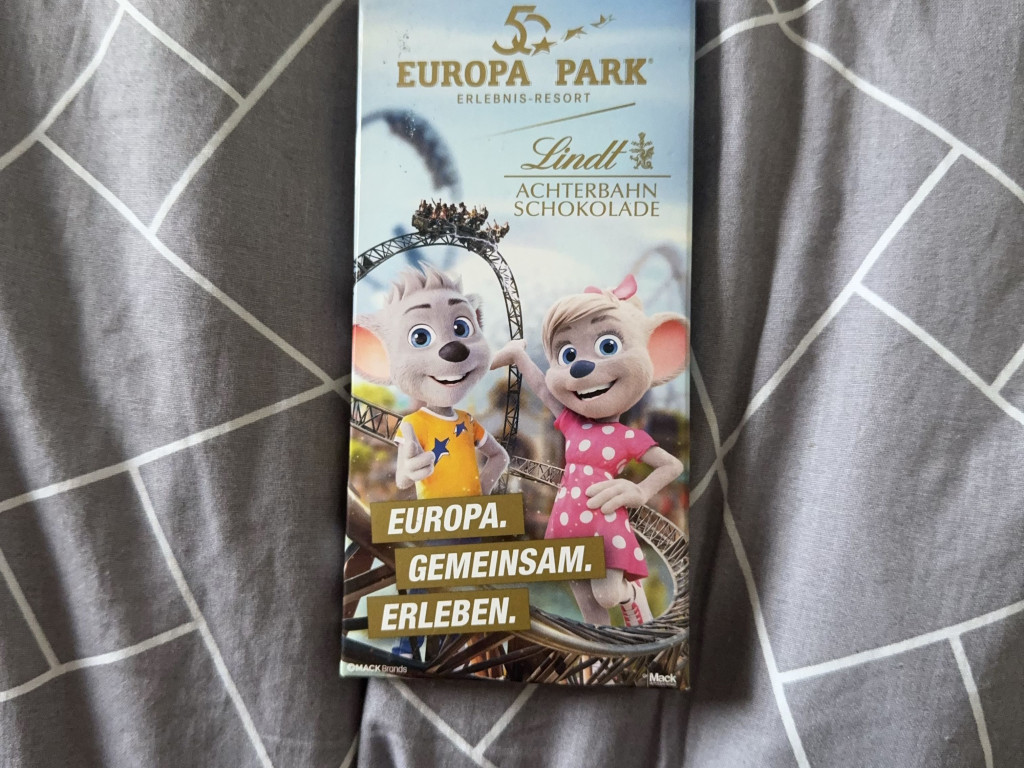 50
EUROPA PARK®
ERLEBNIS-RESORT
Lindt
ACHTERBAHN
SCHOKOLADE
EUROPA.
GEMEINSAM.
ERLEBEN.
©MACK Brands
Mack